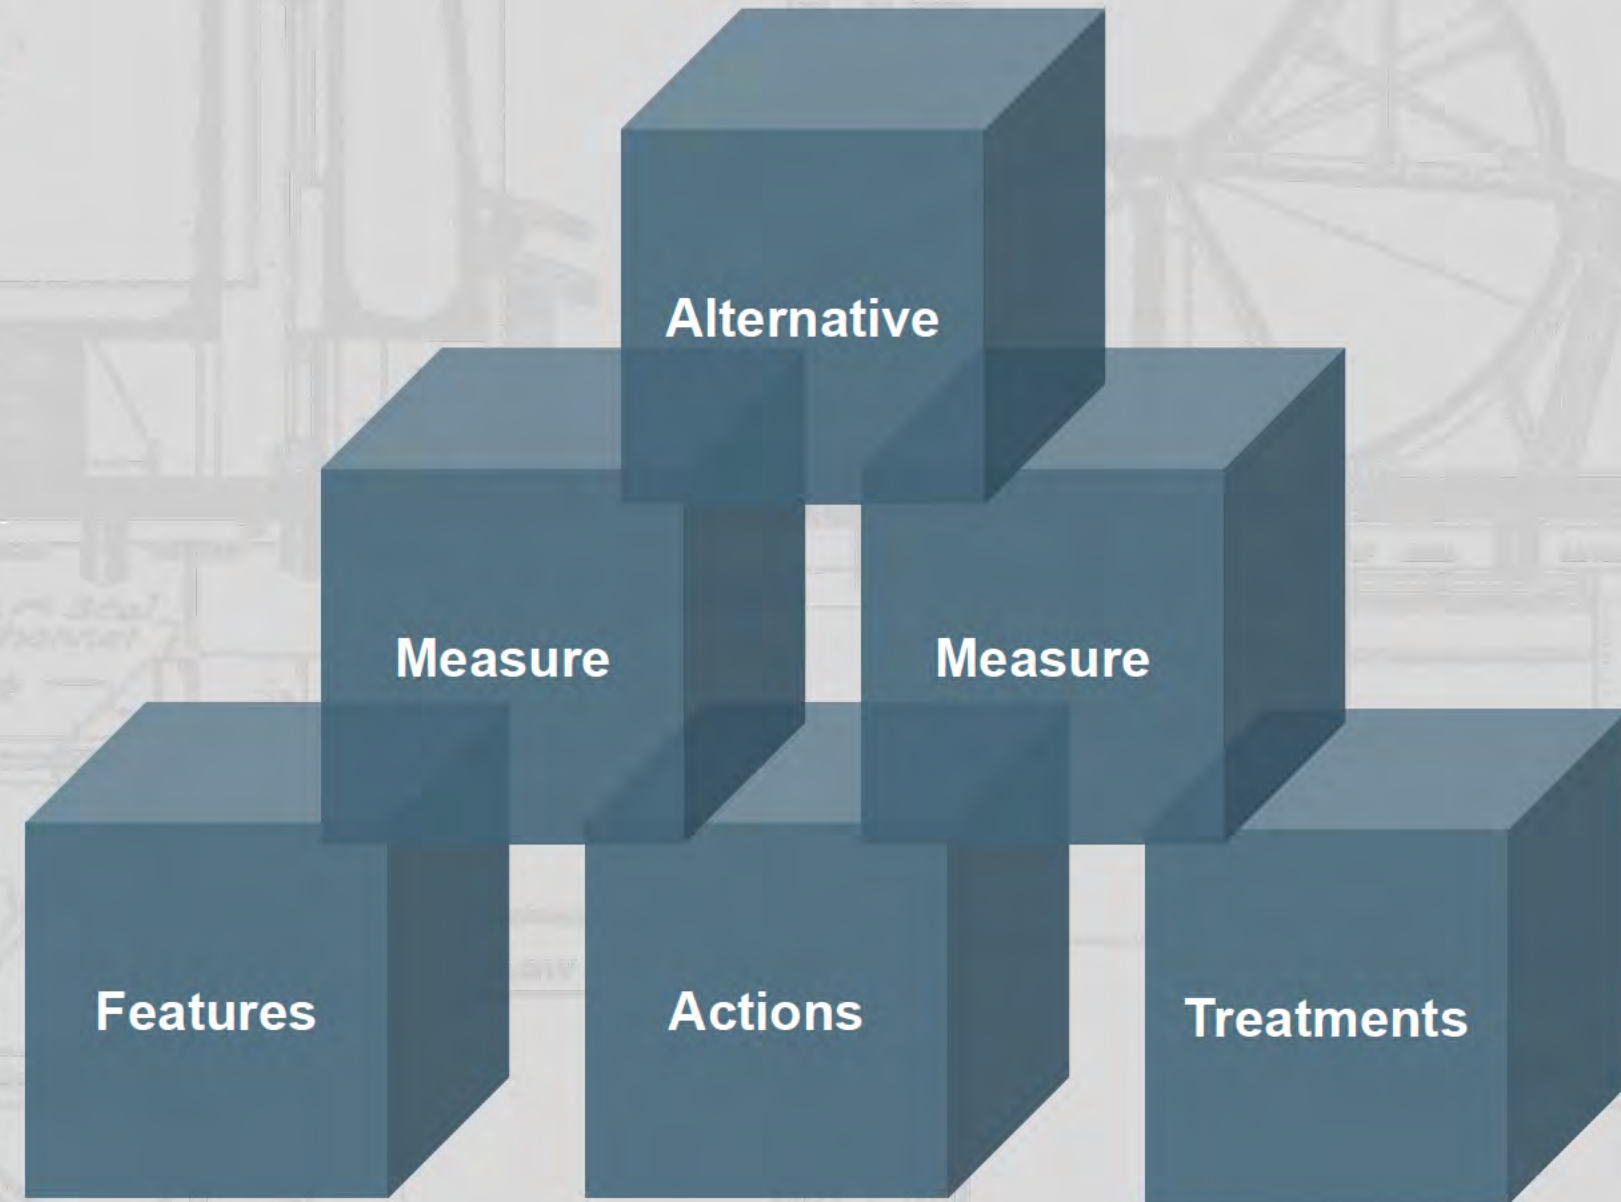 Alternative
Measure
Measure
Features
Actions
Treatments